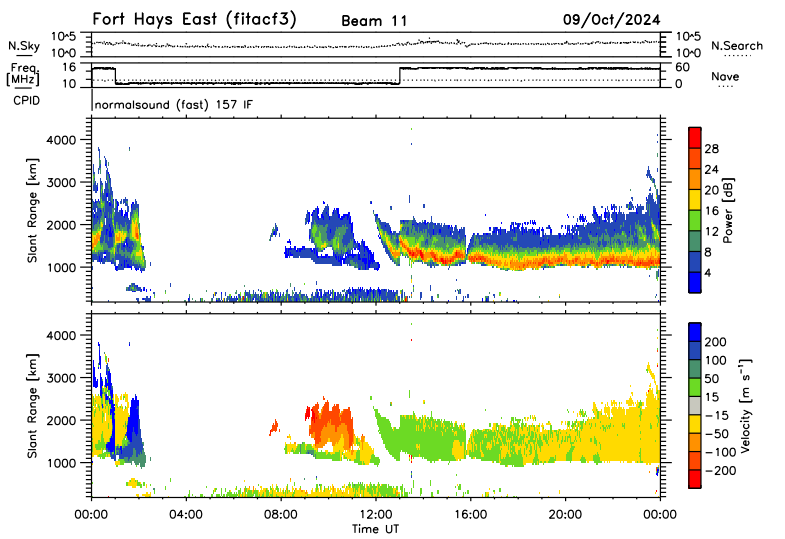 Fort Hays East (fitacf3) Beam 11 09/Oct/2024
N.Sky 10^5 10^0 10^5 10^0 N.Search
Freq. [MHz] 16 10 60 0 Nave
CPID normalsound (fast) 157 IF
Slant Range [km] 4000 3000 2000 1000
Power [dB] 28 24 20 16 12 8 4
Slant Range [km] 4000 3000 2000 1000
Velocity [m s⁻¹] 200 100 50 15 −15 −50 −100 −200
00:00 04:00 08:00 12:00 16:00 20:00 00:00
Time UT